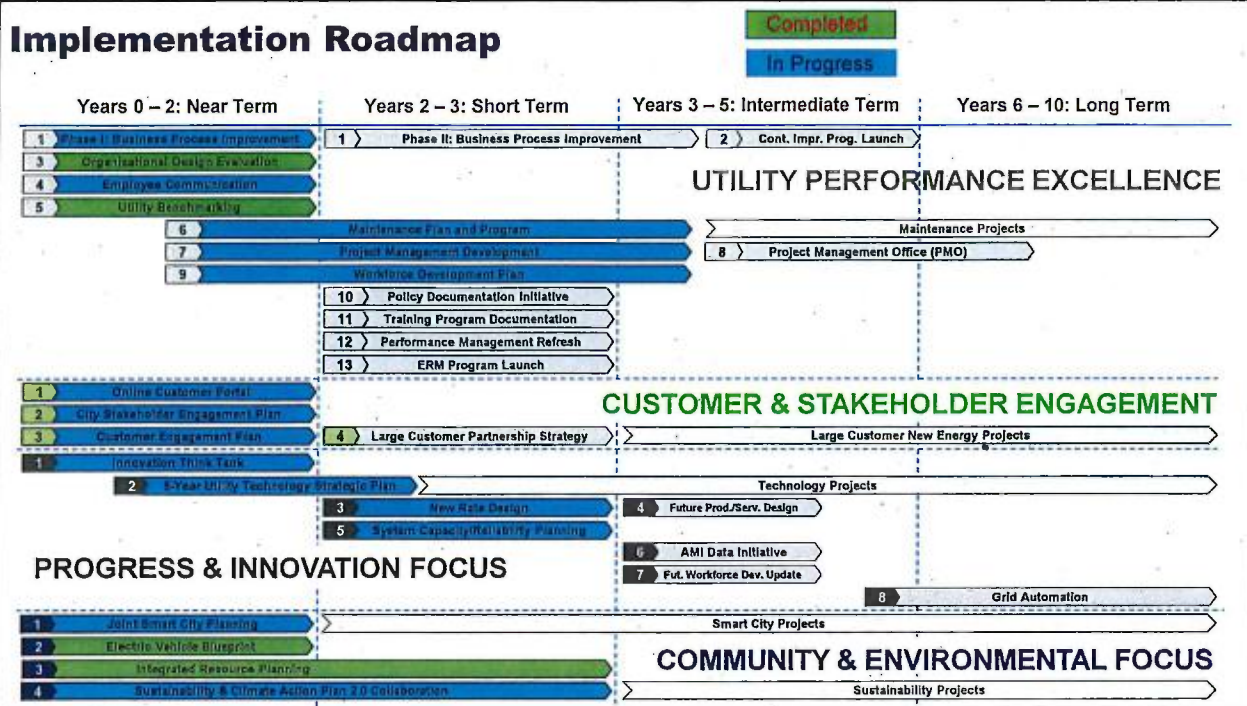 Implementation Roadmap
Completed
In Progress
Years 0 – 2: Near Term
Years 2 – 3: Short Term
Years 3 – 5: Intermediate Term
Years 6 – 10: Long Term
1 Phase I: Business Process Improvement
1 Phase II: Business Process Improvement
2 Cont. Impr. Prog. Launch
3 Organizational Design Evaluation
4 Employee Communication
UTILITY PERFORMANCE EXCELLENCE
5 Utility Benchmarking
6 Maintenance Plan and Program
Maintenance Projects
7 Project Management Development
8 Project Management Office (PMO)
9 Workforce Development Plan
10 Policy Documentation Initiative
11 Training Program Documentation
12 Performance Management Refresh
13 ERM Program Launch
1 Online Customer Portal
CUSTOMER & STAKEHOLDER ENGAGEMENT
2 City Stakeholder Engagement Plan
3 Customer Engagement Plan
4 Large Customer Partnership Strategy
Large Customer New Energy Projects
1 Innovation Think Tank
2 5-Year Utility Technology Strategic Plan
Technology Projects
3 New Rate Design
4 Future Prod./Serv. Design
5 System Capacity/Reliability Planning
6 AMI Data Initiative
PROGRESS & INNOVATION FOCUS
7 Fut. Workforce Dev. Update
8 Grid Automation
1 Joint Smart City Planning
Smart City Projects
2 Electric Vehicle Blueprint
COMMUNITY & ENVIRONMENTAL FOCUS
3 Integrated Resource Planning
4 Sustainability & Climate Action Plan 2.0 Collaboration
Sustainability Projects